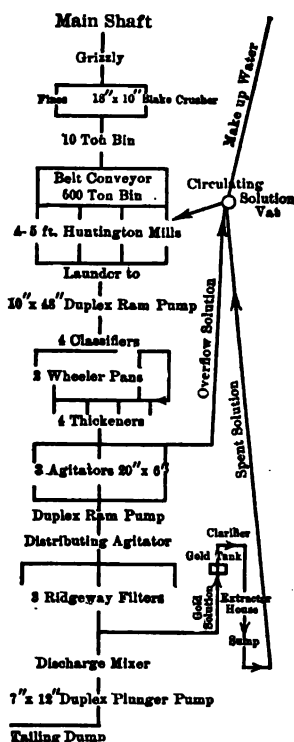 Main Shaft
Grizzly
Fines 18" x 10" Blake Crusher
10 Ton Bin
Belt Conveyor
500 Ton Bin
4-5 ft. Huntington Mills
Launder to
10" x 48" Duplex Ram Pump
4 Classifiers
2 Wheeler Pans
4 Thickeners
3 Agitators 20" x 6"
Duplex Ram Pump
Distributing Agitator
3 Ridgeway Filters
Discharge Mixer
7" x 12" Duplex Plunger Pump
Tailing Dump
Make up Water
Circulating
Solution
Vat
Overflow Solution
Spent Solution
Clarifier
Gold Tank
Gold
Solution
Extractor
House
Sump